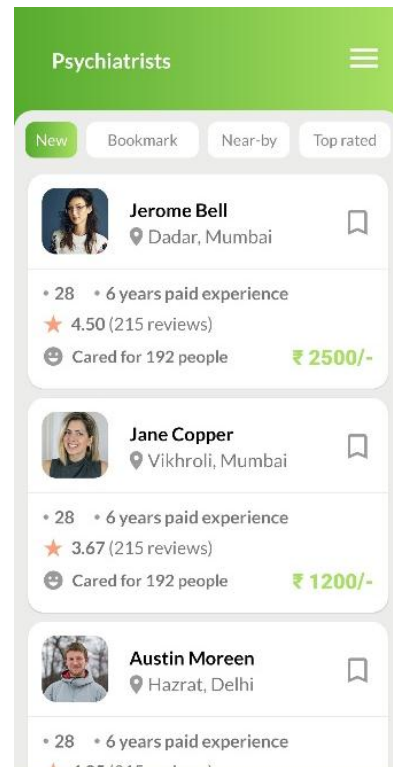 Psychiatrists
New Bookmark Near-by Top rated
Jerome Bell
Dadar, Mumbai
• 28 • 6 years paid experience
4.50 (215 reviews)
Cared for 192 people ₹ 2500/-
Jane Copper
Vikhroli, Mumbai
• 28 • 6 years paid experience
3.67 (215 reviews)
Cared for 192 people ₹ 1200/-
Austin Moreen
Hazrat, Delhi
• 28 • 6 years paid experience